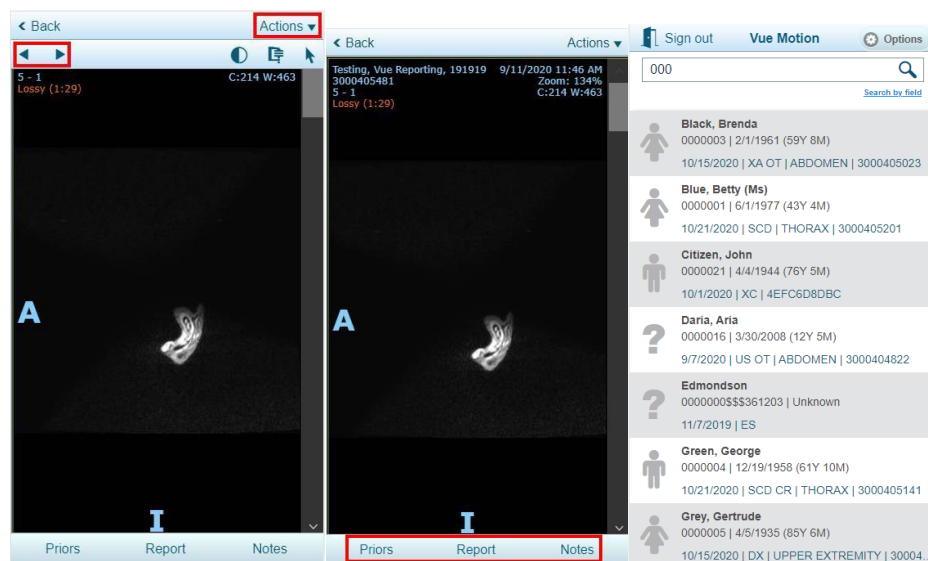 Back
Actions
5 - 1
C:214 W:463
Lossy (1:29)
A
I
Priors Report Notes
Back
Actions
Testing, Vue Reporting, 191919 9/11/2020 11:46 AM
3000405481 Zoom: 134%
5 - 1 C:214 W:463
Lossy (1:29)
A
I
Priors Report Notes
Sign out Vue Motion Options
000
Search by field
Black, Brenda
0000003 | 2/1/1961 (59Y 8M)
10/15/2020 | XA OT | ABDOMEN | 3000405023
Blue, Betty (Ms)
0000001 | 6/1/1977 (43Y 4M)
10/21/2020 | SCD | THORAX | 3000405201
Citizen, John
0000021 | 4/4/1944 (76Y 5M)
10/1/2020 | XC | 4EFC6D8DBC
?
Daria, Aria
0000016 | 3/30/2008 (12Y 5M)
9/7/2020 | US OT | ABDOMEN | 3000404822
?
Edmondson
0000000$$$361203 | Unknown
11/7/2019 | ES
Green, George
0000004 | 12/19/1958 (61Y 10M)
10/21/2020 | SCD CR | THORAX | 3000405141
Grey, Gertrude
0000005 | 4/5/1935 (85Y 6M)
10/15/2020 | DX | UPPER EXTREMITY | 30004...